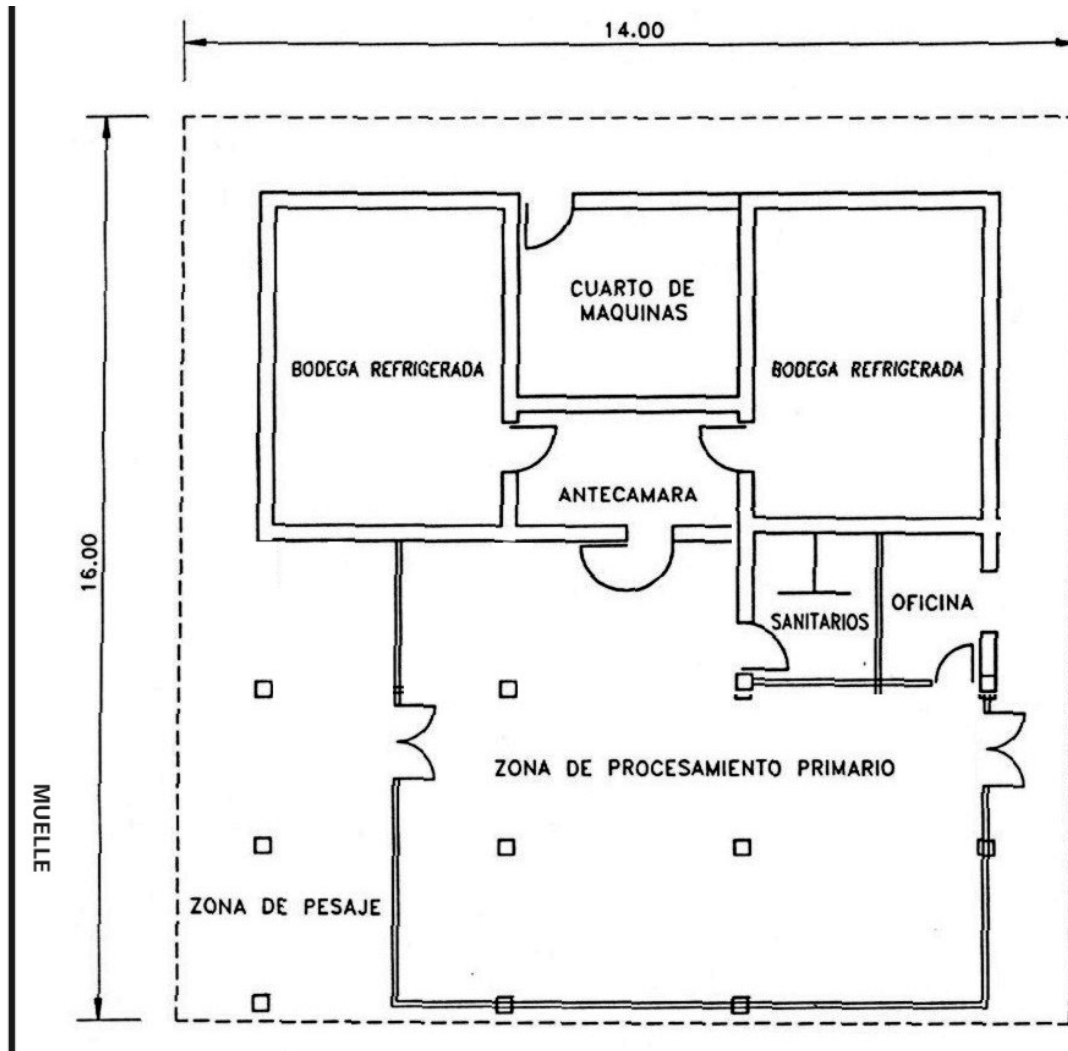 14.00
CUARTO DE
MAQUINAS
BODEGA REFRIGERADA
BODEGA REFRIGERADA
ANTECAMARA
16.00
OFICINA
SANITARIOS
ZONA DE PROCESAMIENTO PRIMARIO
MUELLE
ZONA DE PESAJE